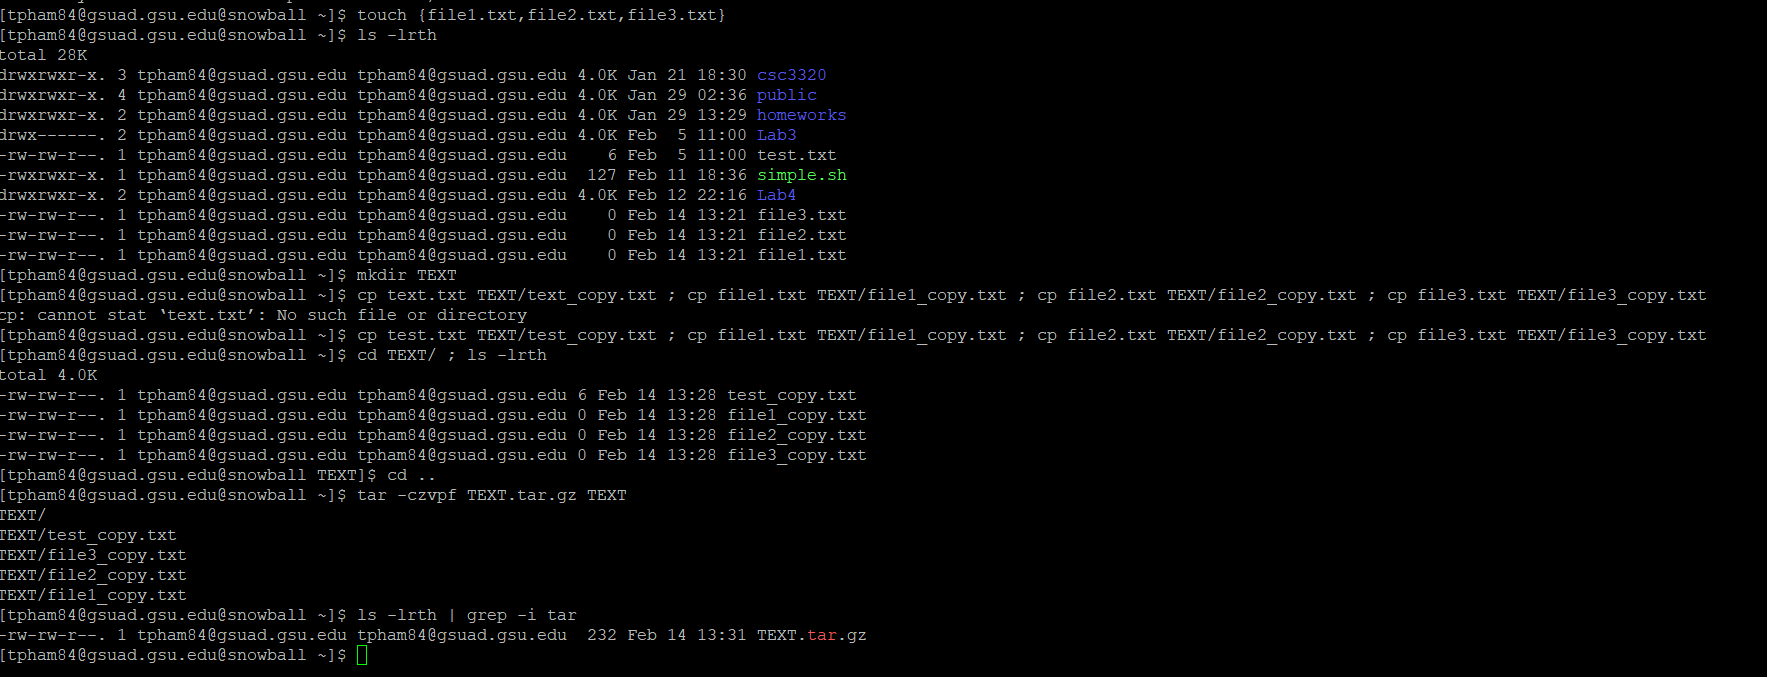 [tpham84@gsuad.gsu.edu@snowball ~]$ touch {file1.txt,file2.txt,file3.txt}
[tpham84@gsuad.gsu.edu@snowball ~]$ ls -lrth
total 28K
drwxrwxr-x. 3 tpham84@gsuad.gsu.edu tpham84@gsuad.gsu.edu 4.0K Jan 21 18:30 csc3320
drwxrwxr-x. 4 tpham84@gsuad.gsu.edu tpham84@gsuad.gsu.edu 4.0K Jan 29 02:36 public
drwxrwxr-x. 2 tpham84@gsuad.gsu.edu tpham84@gsuad.gsu.edu 4.0K Jan 29 13:29 homeworks
drwx------. 2 tpham84@gsuad.gsu.edu tpham84@gsuad.gsu.edu 4.0K Feb  5 11:00 Lab3
-rw-rw-r--. 1 tpham84@gsuad.gsu.edu tpham84@gsuad.gsu.edu    6 Feb  5 11:00 test.txt
-rwxrwxr-x. 1 tpham84@gsuad.gsu.edu tpham84@gsuad.gsu.edu  127 Feb 11 18:36 simple.sh
drwxrwxr-x. 2 tpham84@gsuad.gsu.edu tpham84@gsuad.gsu.edu 4.0K Feb 12 22:16 Lab4
-rw-rw-r--. 1 tpham84@gsuad.gsu.edu tpham84@gsuad.gsu.edu    0 Feb 14 13:21 file3.txt
-rw-rw-r--. 1 tpham84@gsuad.gsu.edu tpham84@gsuad.gsu.edu    0 Feb 14 13:21 file2.txt
-rw-rw-r--. 1 tpham84@gsuad.gsu.edu tpham84@gsuad.gsu.edu    0 Feb 14 13:21 file1.txt
[tpham84@gsuad.gsu.edu@snowball ~]$ mkdir TEXT
[tpham84@gsuad.gsu.edu@snowball ~]$ cp text.txt TEXT/text_copy.txt ; cp file1.txt TEXT/file1_copy.txt ; cp file2.txt TEXT/file2_copy.txt ; cp file3.txt TEXT/file3_copy.txt
cp: cannot stat ‘text.txt’: No such file or directory
[tpham84@gsuad.gsu.edu@snowball ~]$ cp test.txt TEXT/test_copy.txt ; cp file1.txt TEXT/file1_copy.txt ; cp file2.txt TEXT/file2_copy.txt ; cp file3.txt TEXT/file3_copy.txt
[tpham84@gsuad.gsu.edu@snowball ~]$ cd TEXT/ ; ls -lrth
total 4.0K
-rw-rw-r--. 1 tpham84@gsuad.gsu.edu tpham84@gsuad.gsu.edu 6 Feb 14 13:28 test_copy.txt
-rw-rw-r--. 1 tpham84@gsuad.gsu.edu tpham84@gsuad.gsu.edu 0 Feb 14 13:28 file1_copy.txt
-rw-rw-r--. 1 tpham84@gsuad.gsu.edu tpham84@gsuad.gsu.edu 0 Feb 14 13:28 file2_copy.txt
-rw-rw-r--. 1 tpham84@gsuad.gsu.edu tpham84@gsuad.gsu.edu 0 Feb 14 13:28 file3_copy.txt
[tpham84@gsuad.gsu.edu@snowball TEXT]$ cd ..
[tpham84@gsuad.gsu.edu@snowball ~]$ tar -czvpf TEXT.tar.gz TEXT
TEXT/
TEXT/test_copy.txt
TEXT/file3_copy.txt
TEXT/file2_copy.txt
TEXT/file1_copy.txt
[tpham84@gsuad.gsu.edu@snowball ~]$ ls -lrth | grep -i tar
-rw-rw-r--. 1 tpham84@gsuad.gsu.edu tpham84@gsuad.gsu.edu  232 Feb 14 13:31 TEXT.tar.gz
[tpham84@gsuad.gsu.edu@snowball ~]$